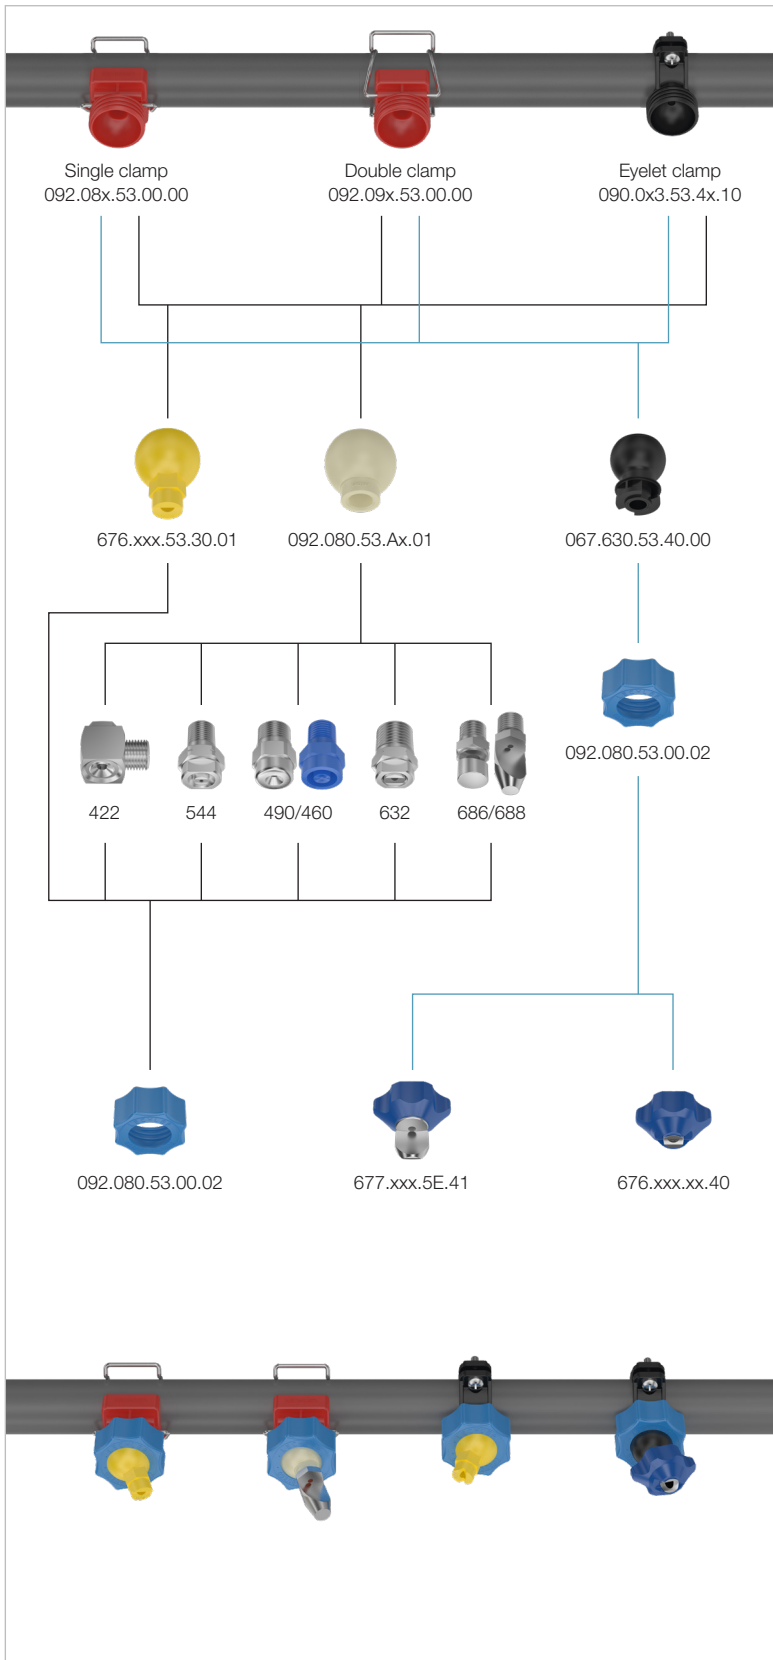 Single clamp
092.08x.53.00.00
Double clamp
092.09x.53.00.00
Eyelet clamp
090.0x3.53.4x.10
676.xxx.53.30.01
092.080.53.Ax.01
067.630.53.40.00
092.080.53.00.02
422
544
490/460
632
686/688
092.080.53.00.02
677.xxx.5E.41
676.xxx.xx.40